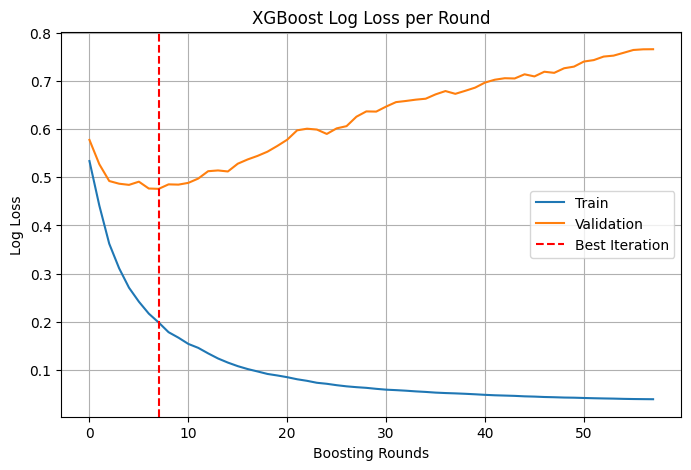 XGBoost Log Loss per Round
Log Loss
0.8
0.7
0.6
0.5
0.4
0.3
0.2
0.1
Train
Validation
Best Iteration
0 10 20 30 40 50
Boosting Rounds